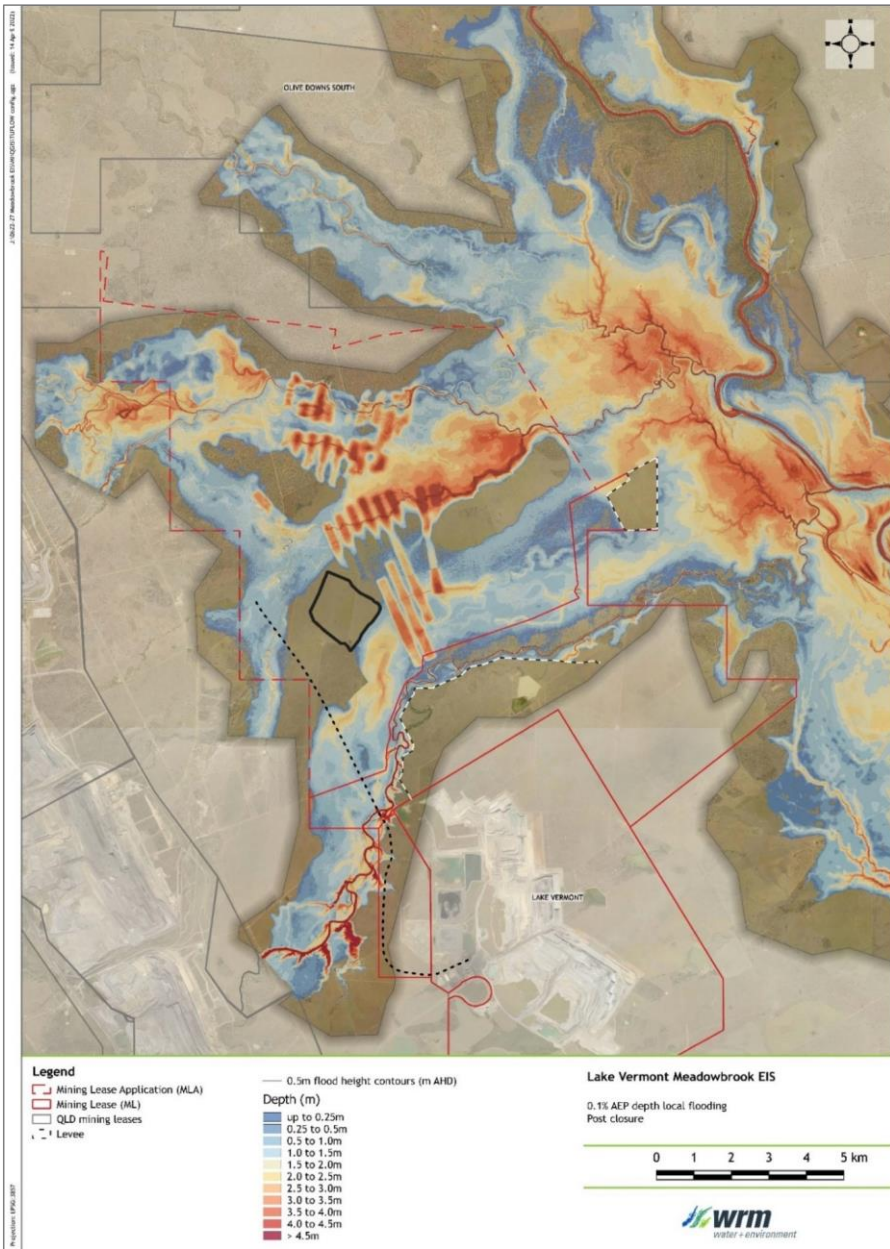 OLIVE DOWNS SOUTH
LAKE VERMONT
Legend
Mining Lease Application (MLA)
Mining Lease (ML)
QLD mining leases
Levee
0.5m flood height contours (m AHD)
Depth (m)
up to 0.25m
0.25 to 0.5m
0.5 to 1.0m
1.0 to 1.5m
1.5 to 2.0m
2.0 to 2.5m
2.5 to 3.0m
3.0 to 3.5m
3.5 to 4.0m
4.0 to 4.5m
> 4.5m
Lake Vermont Meadowbrook EIS
0.1% AEP depth local flooding
Post closure
0 1 2 3 4 5 km
wrm
water + environment